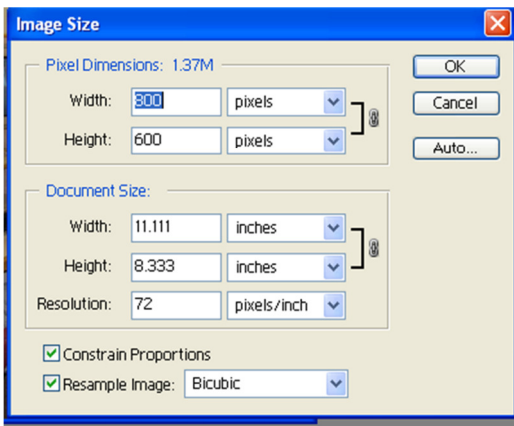 Image Size
Pixel Dimensions: 1.37M
OK
Width: 800 pixels
Cancel
Height: 600 pixels
Auto...
Document Size:
Width: 11.111 inches
Height: 8.333 inches
Resolution: 72 pixels/inch
Constrain Proportions
Resample Image: Bicubic